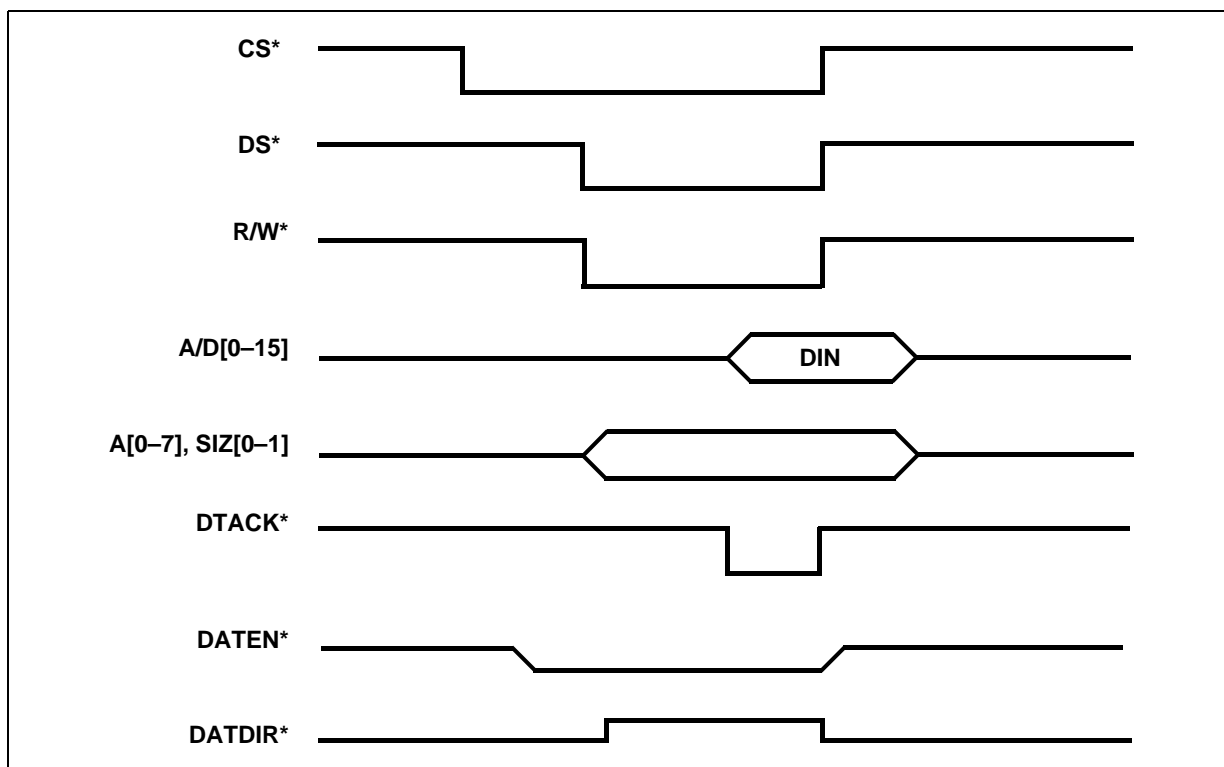 CS*
DS*
R/W*
A/D[0–15]
DIN
A[0–7], SIZ[0–1]
DTACK*
DATEN*
DATDIR*